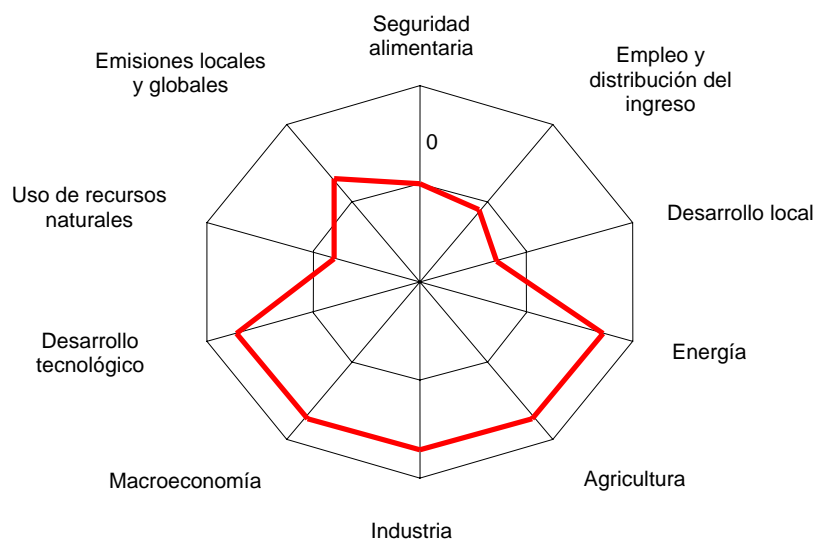 Seguridad
alimentaria
Empleo y
distribución del
ingreso
Desarrollo local
Energía
Agricultura
Industria
Macroeconomía
Desarrollo
tecnológico
Uso de recursos
naturales
Emisiones locales
y globales
0